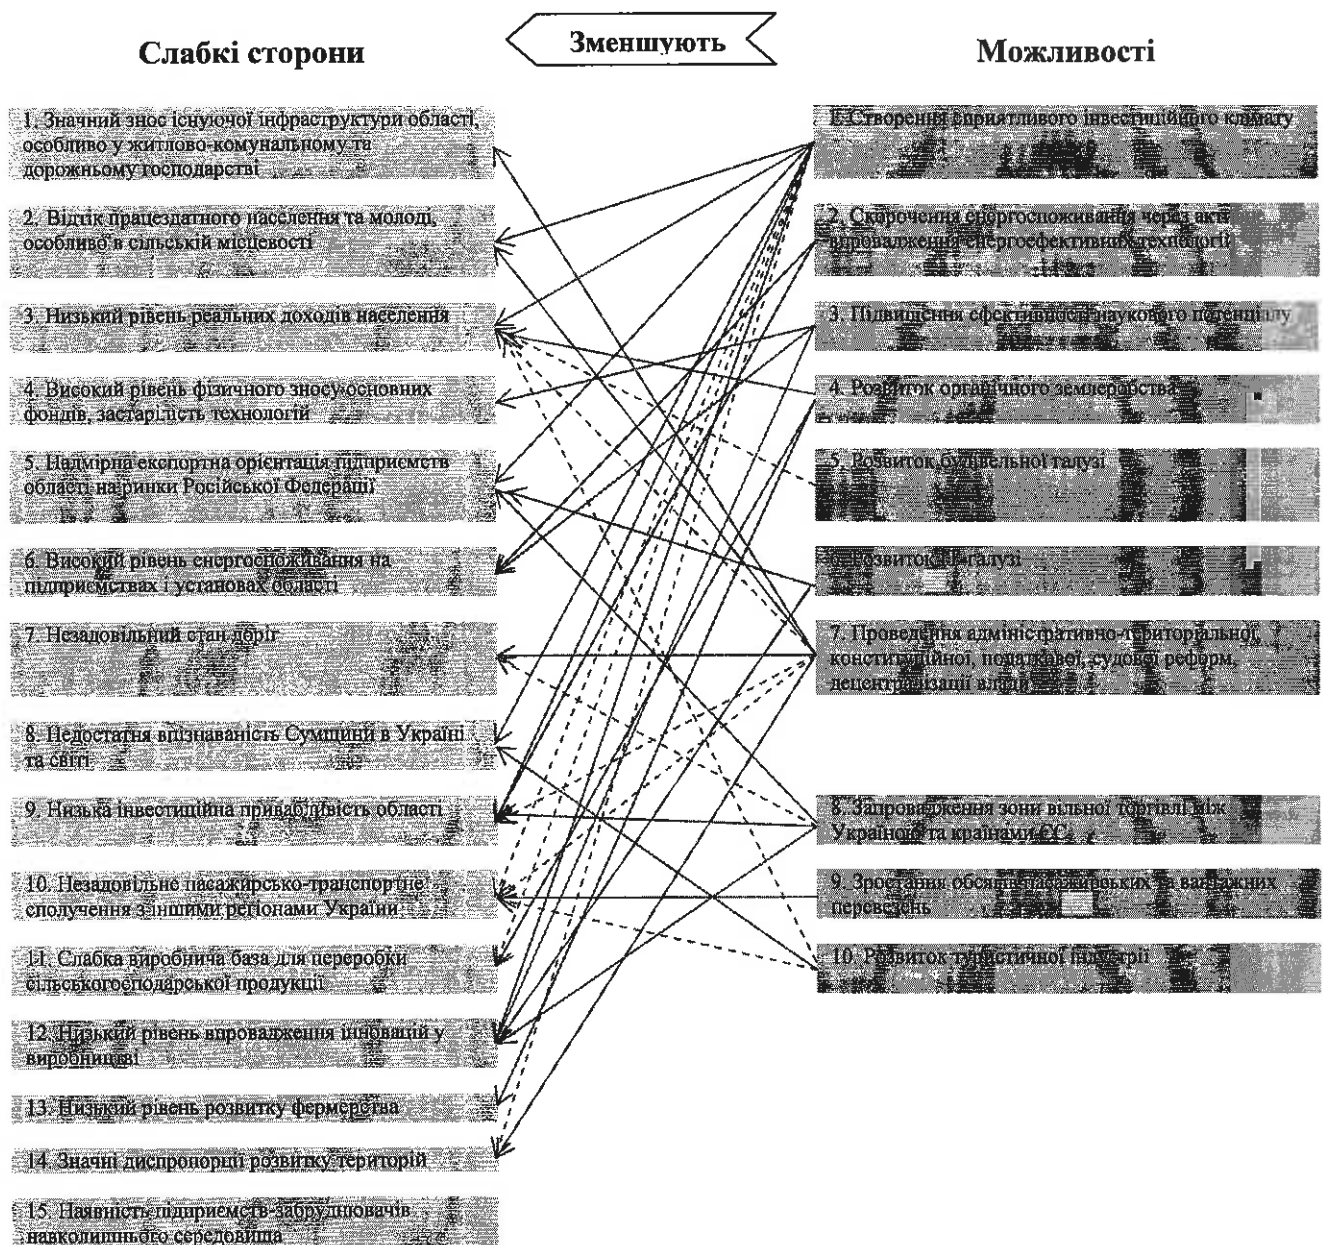 Зменшують
Слабкі сторони
1. Значний знос існуючої інфраструктури області,
особливо у житлово-комунальному та
дорожньому господарстві
2. Відтік працездатного населення та молоді,
особливо в сільській місцевості
3. Низький рівень реальних доходів населення
4. Високий рівень фізичного зносу основних
фондів, застарілість технологій
5. Надмірна експортна орієнтація підприємств
області на ринки Російської Федерації
6. Високий рівень енергоспоживання на
підприємствах і установах області
7. Незадовільний стан доріг
8. Недостатня впізнаваність Сумщини в Україні
та світі
9. Низька інвестиційна привабливість області
10. Незадовільне пасажирсько-транспортне
сполучення з іншими регіонами України
11. Слабка виробнича база для переробки
сільськогосподарської продукції
12. Низький рівень впровадження інновацій у
виробництві
13. Низький рівень розвитку фермерства
14. Значні диспропорції розвитку територій
15. Наявність підприємств-забруднювачів
навколишнього середовища
Можливості
1. Створення сприятливого інвестиційного клімату
2. Скорочення енергоспоживання через акти
впровадження енергоефективних технологій
3. Підвищення ефективності наукового потенціалу
4. Розвиток органічного землеробства
5. Розвиток будівельної галузі
6. Розвиток ІТ-галузі
7. Проведення адміністративно-територіальної,
конституційної, податкової, судової реформ,
децентралізації влади
8. Запровадження зони вільної торгівлі між
Україною та країнами ЄС
9. Зростання обсягів пасажирських та вантажних
перевезень
10. Розвиток туристичної індустрії